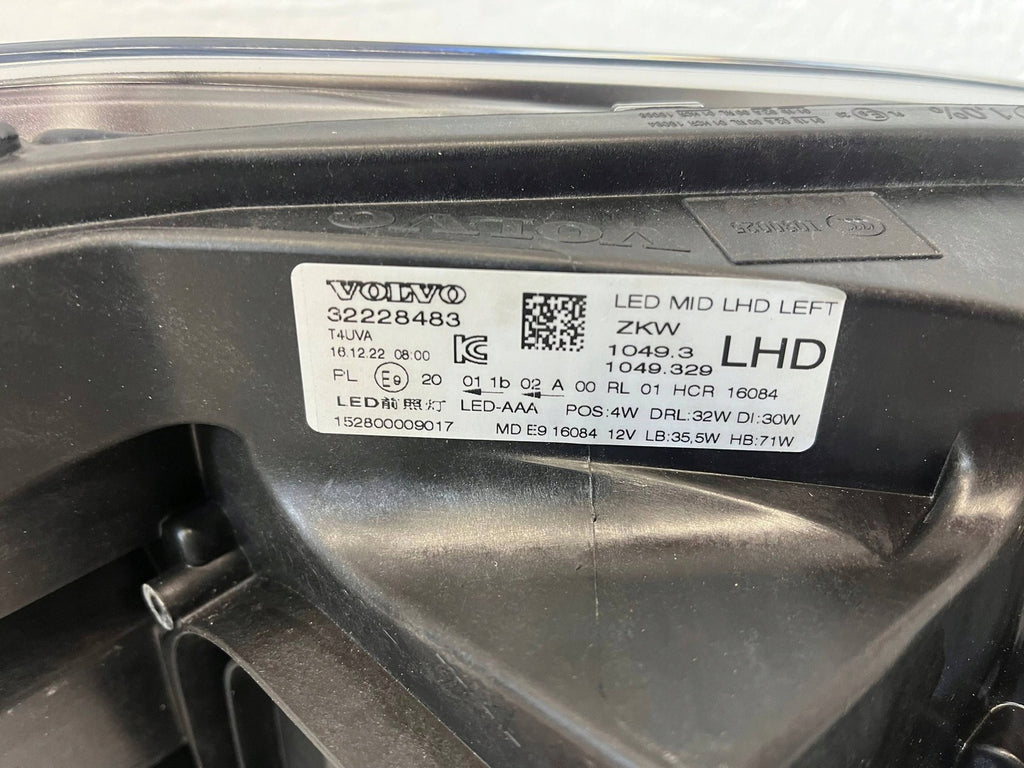 VOLVO
1030025
VOLVO
32228483
T4UVA
16.12.22 08:00
LED MID LHD LEFT
ZKW
1049.3
1049.329
LHD
PL E9 20 01 1b 02 A 00 RL 01 HCR 16084
LED前照灯 LED-AAA POS:4W DRL:32W DI:30W
152800009017 MD E9 16084 12V LB:35,5W HB:71W